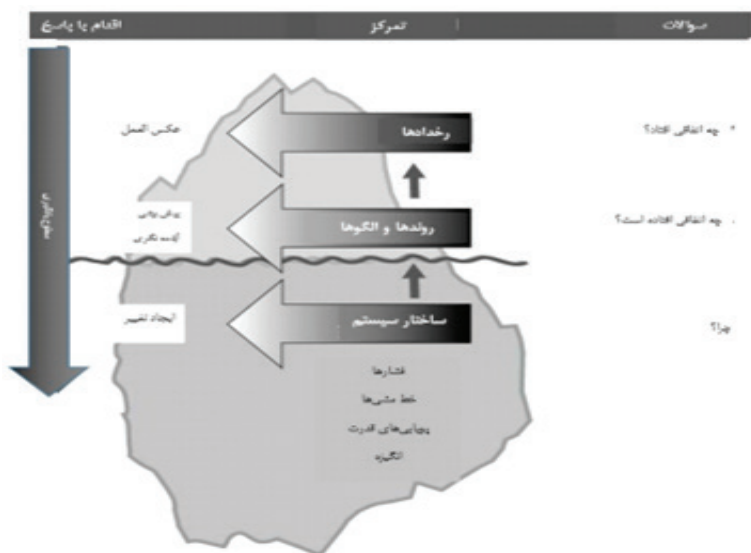 سوالات
تمرکز
اقدام یا پاسخ
چه اتفاقی افتاد؟
رخدادها
عکس العمل
چه اتفاقی افتاده است؟
روندها و الگوها
پیش بینی
آینده نگری
چرا؟
ساختار سیستم
ایجاد تغییر
فشارها
خط مشی‌ها
پویایی‌های قدرت
انگیزه